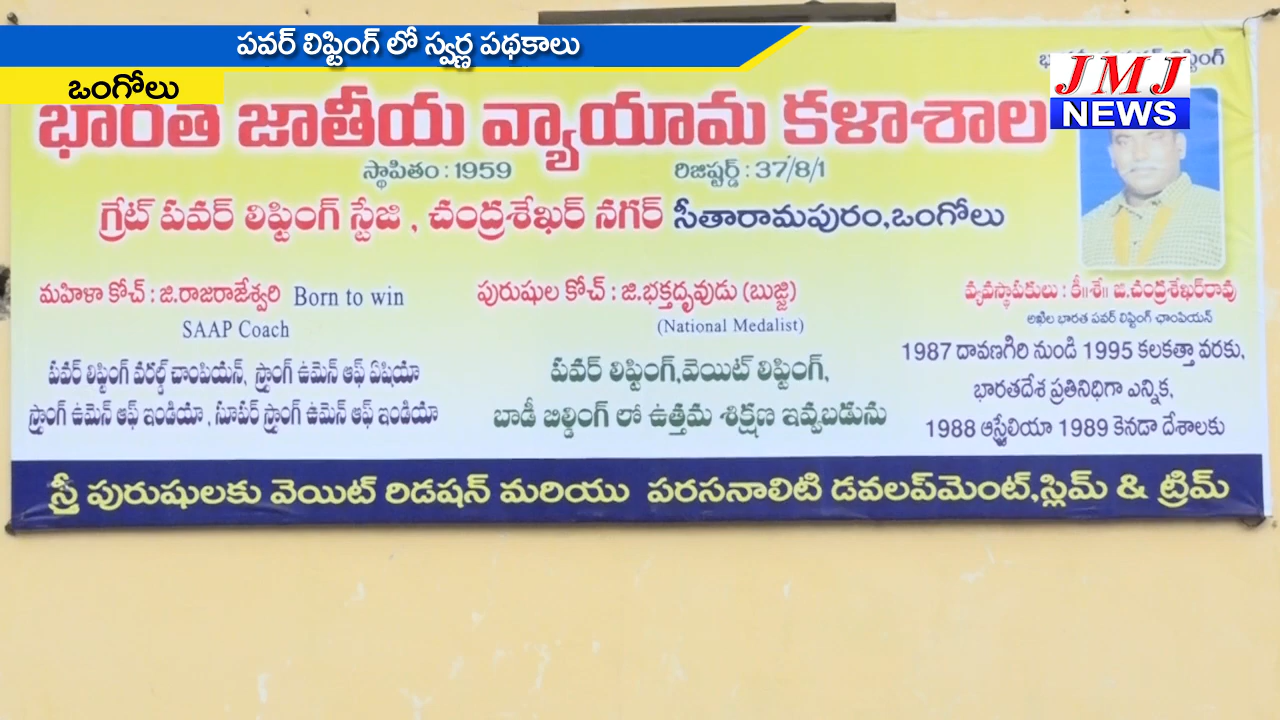 పవర్ లిఫ్టింగ్ లో స్వర్ణ పథకాలు
ఒంగోలు
JMJ
NEWS
భారత జాతీయ వ్యాయామ కళాశాల
స్థాపితం : 1959 రిజిష్టర్డ్ : 37/8/1
గ్రేట్ పవర్ లిఫ్టింగ్ స్టేజి , చంద్రశేఖర్ నగర్ సీతారామపురం,ఒంగోలు
మహిళా కోచ్ : జి.రాజరాజేశ్వరి Born to win
SAAP Coach
పవర్ లిఫ్టింగ్ వరల్డ్ చాంపియన్, స్ట్రాంగ్ ఉమెన్ ఆఫ్ ఏషియా
స్ట్రాంగ్ ఉమెన్ ఆఫ్ ఇండియా , సూపర్ స్ట్రాంగ్ ఉమెన్ ఆఫ్ ఇండియా
పురుషుల కోచ్ : జి.భక్తధృవుడు (బుజ్జి)
(National Medalist)
పవర్ లిఫ్టింగ్,వెయిట్ లిఫ్టింగ్,
బాడీ బిల్డింగ్ లో ఉత్తమ శిక్షణ ఇవ్వబడును
వ్యవస్థాపకులు : కీ॥శే॥ జి.చంద్రశేఖర్‌రావు
అఖిల భారత పవర్ లిఫ్టింగ్ ఛాంపియన్
1987 దావణగిరి నుండి 1995 కలకత్తా వరకు,
భారతదేశ ప్రతినిధిగా ఎన్నిక,
1988 ఆస్ట్రేలియా 1989 కెనడా దేశాలకు
స్త్రీ పురుషులకు వెయిట్ రిడషన్ మరియు పరసనాలిటి డవలప్‌మెంట్,స్లిమ్ & ట్రిమ్